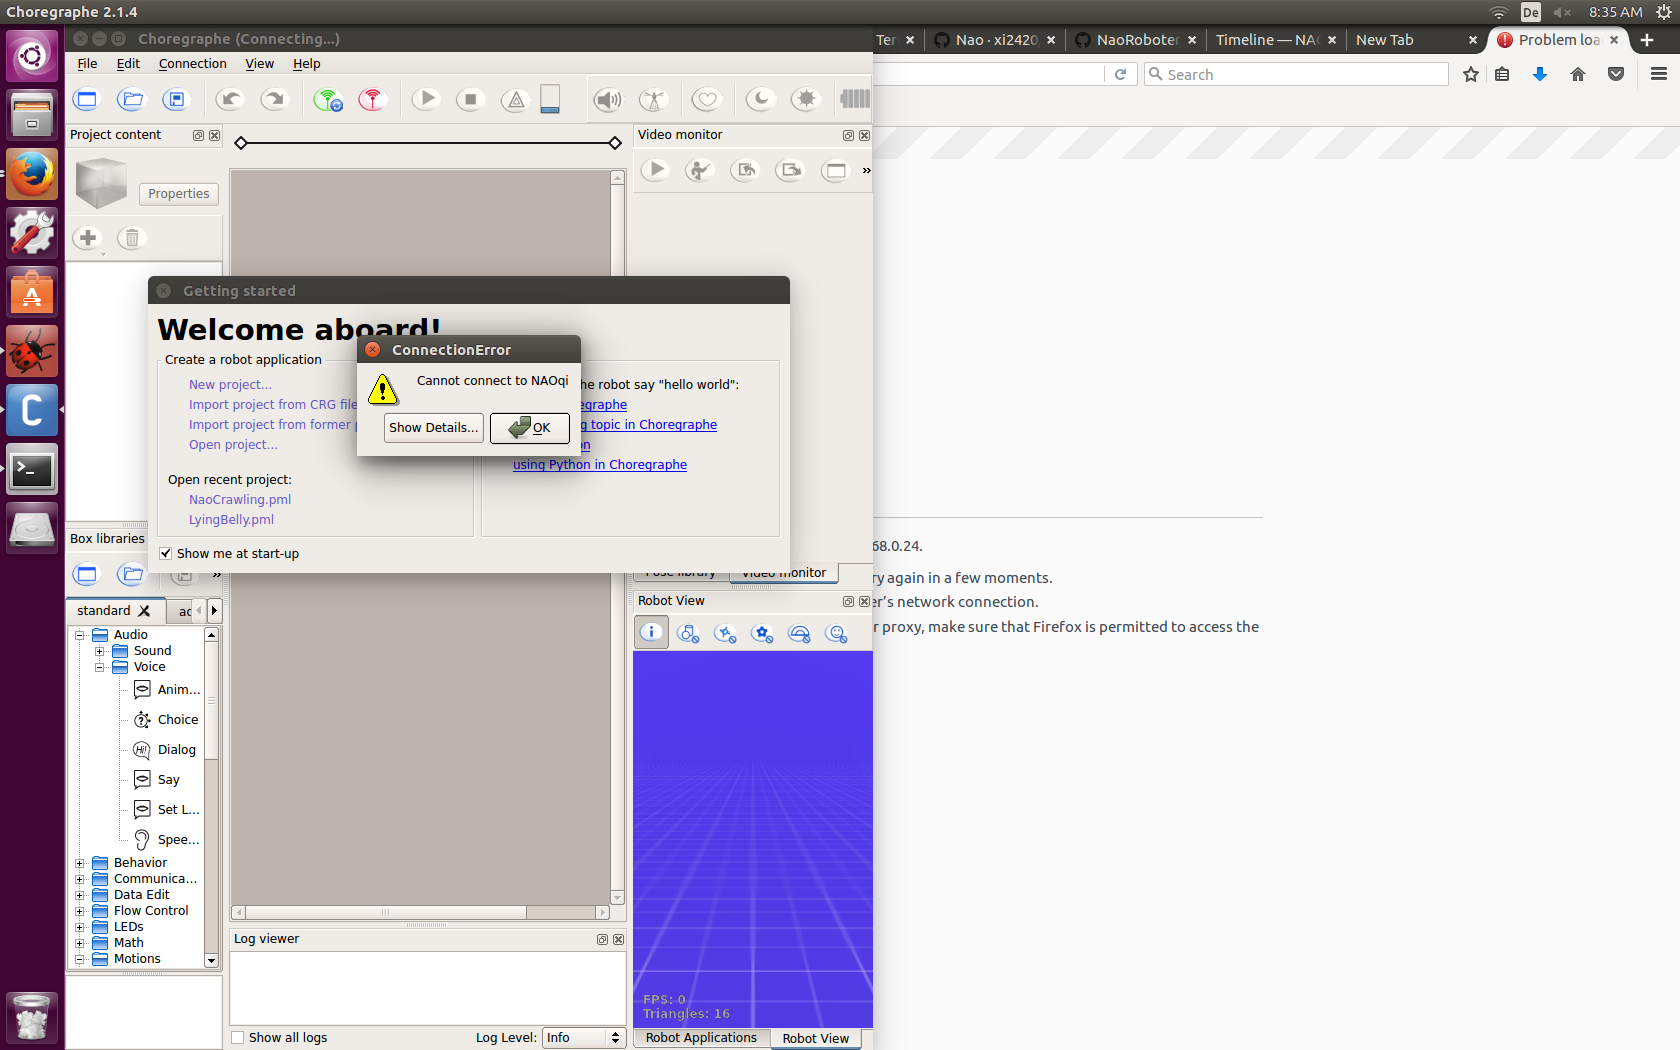 Choregraphe 2.1.4
De
8:35 AM
Choregraphe (Connecting...)
Nao · xi2420
NaoRoboter
Timeline — NAO
New Tab
Problem loa
File Edit Connection View Help
Search
Project content
Video monitor
Properties
Getting started
Welcome aboard!
Create a robot application
New project...
Import project from CRG file
Import project from former
Open project...
Open recent project:
NaoCrawling.pml
LyingBelly.pml
Show me at start-up
ConnectionError
Cannot connect to NAOqi
Show Details...
OK
he robot say "hello world":
egraphe
topic in Choregraphe
on
using Python in Choregraphe
68.0.24.
ry again in a few moments.
er's network connection.
r proxy, make sure that Firefox is permitted to access the
Box libraries
standard
Audio
Sound
Voice
Anim...
Choice
Hi!
Dialog
Say
Set L...
Spee...
Behavior
Communica...
Data Edit
Flow Control
LEDs
Math
Motions
Pose library
Video monitor
Robot View
FPS: 0
Triangles: 16
Log viewer
Show all logs
Log Level: Info
Robot Applications
Robot View